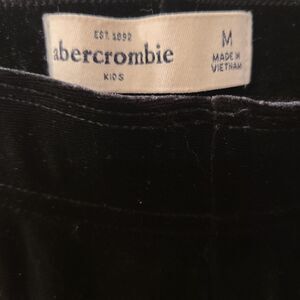 EST. 1892
abercrombie
KIDS
M
MADE IN
VIETNAM